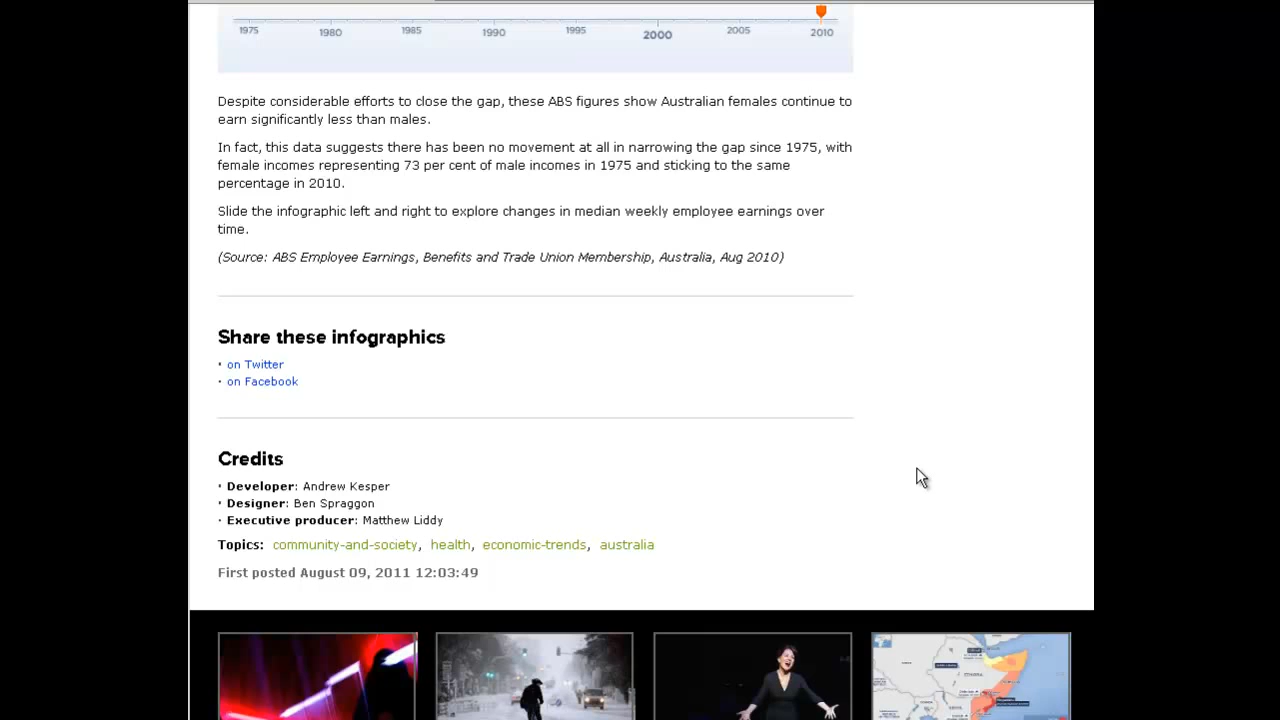 1975 1980 1985 1990 1995 2000 2005 2010
Despite considerable efforts to close the gap, these ABS figures show Australian females continue to
earn significantly less than males.
In fact, this data suggests there has been no movement at all in narrowing the gap since 1975, with
female incomes representing 73 per cent of male incomes in 1975 and sticking to the same
percentage in 2010.
Slide the infographic left and right to explore changes in median weekly employee earnings over
time.
(Source: ABS Employee Earnings, Benefits and Trade Union Membership, Australia, Aug 2010)
Share these infographics
· on Twitter
· on Facebook
Credits
· Developer: Andrew Kesper
· Designer: Ben Spraggon
· Executive producer: Matthew Liddy
Topics: community-and-society, health, economic-trends, australia
First posted August 09, 2011 12:03:49